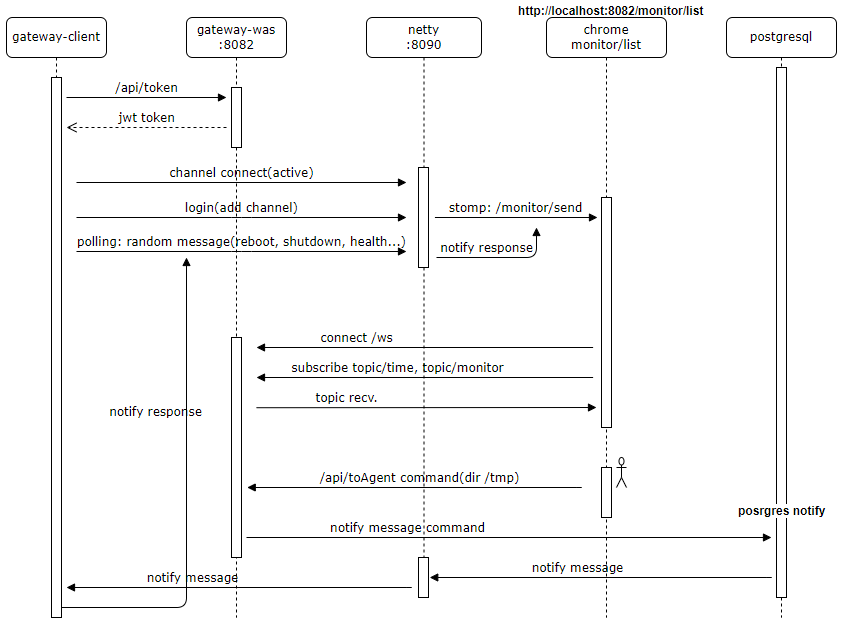 http://localhost:8082/monitor/list
gateway-client
gateway-was
:8082
netty
:8090
chrome
monitor/list
postgresql
/api/token
jwt token
channel connect(active)
login(add channel)
stomp: /monitor/send
polling: random message(reboot, shutdown, health...)
notify response
connect /ws
subscribe topic/time, topic/monitor
topic recv.
notify response
/api/toAgent command(dir /tmp)
posrgres notify
notify message command
notify message
notify message